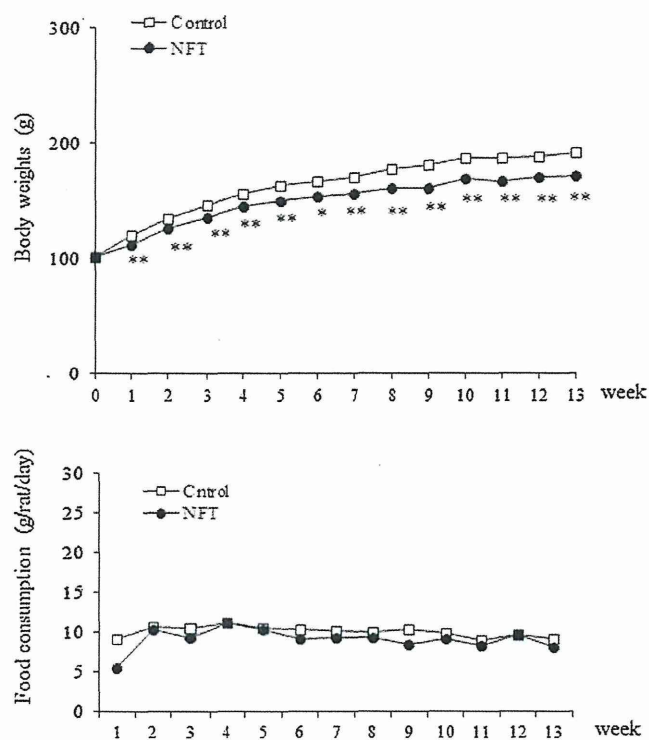 300
Control
NFT
200
100
0
Body weights (g)
** ** ** ** ** * ** ** ** ** ** ** **
0 1 2 3 4 5 6 7 8 9 10 11 12 13 week
30
25
20
15
10
5
0
Cntrol
NFT
Food consumption (g/rat/day)
1 2 3 4 5 6 7 8 9 10 11 12 13 week